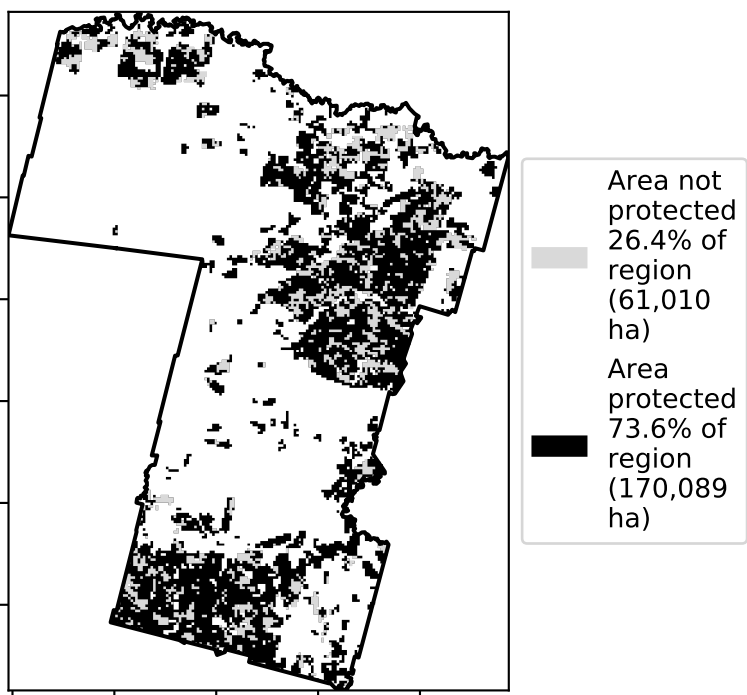 Area not
protected
26.4% of
region
(61,010
ha)
Area
protected
73.6% of
region
(170,089
ha)